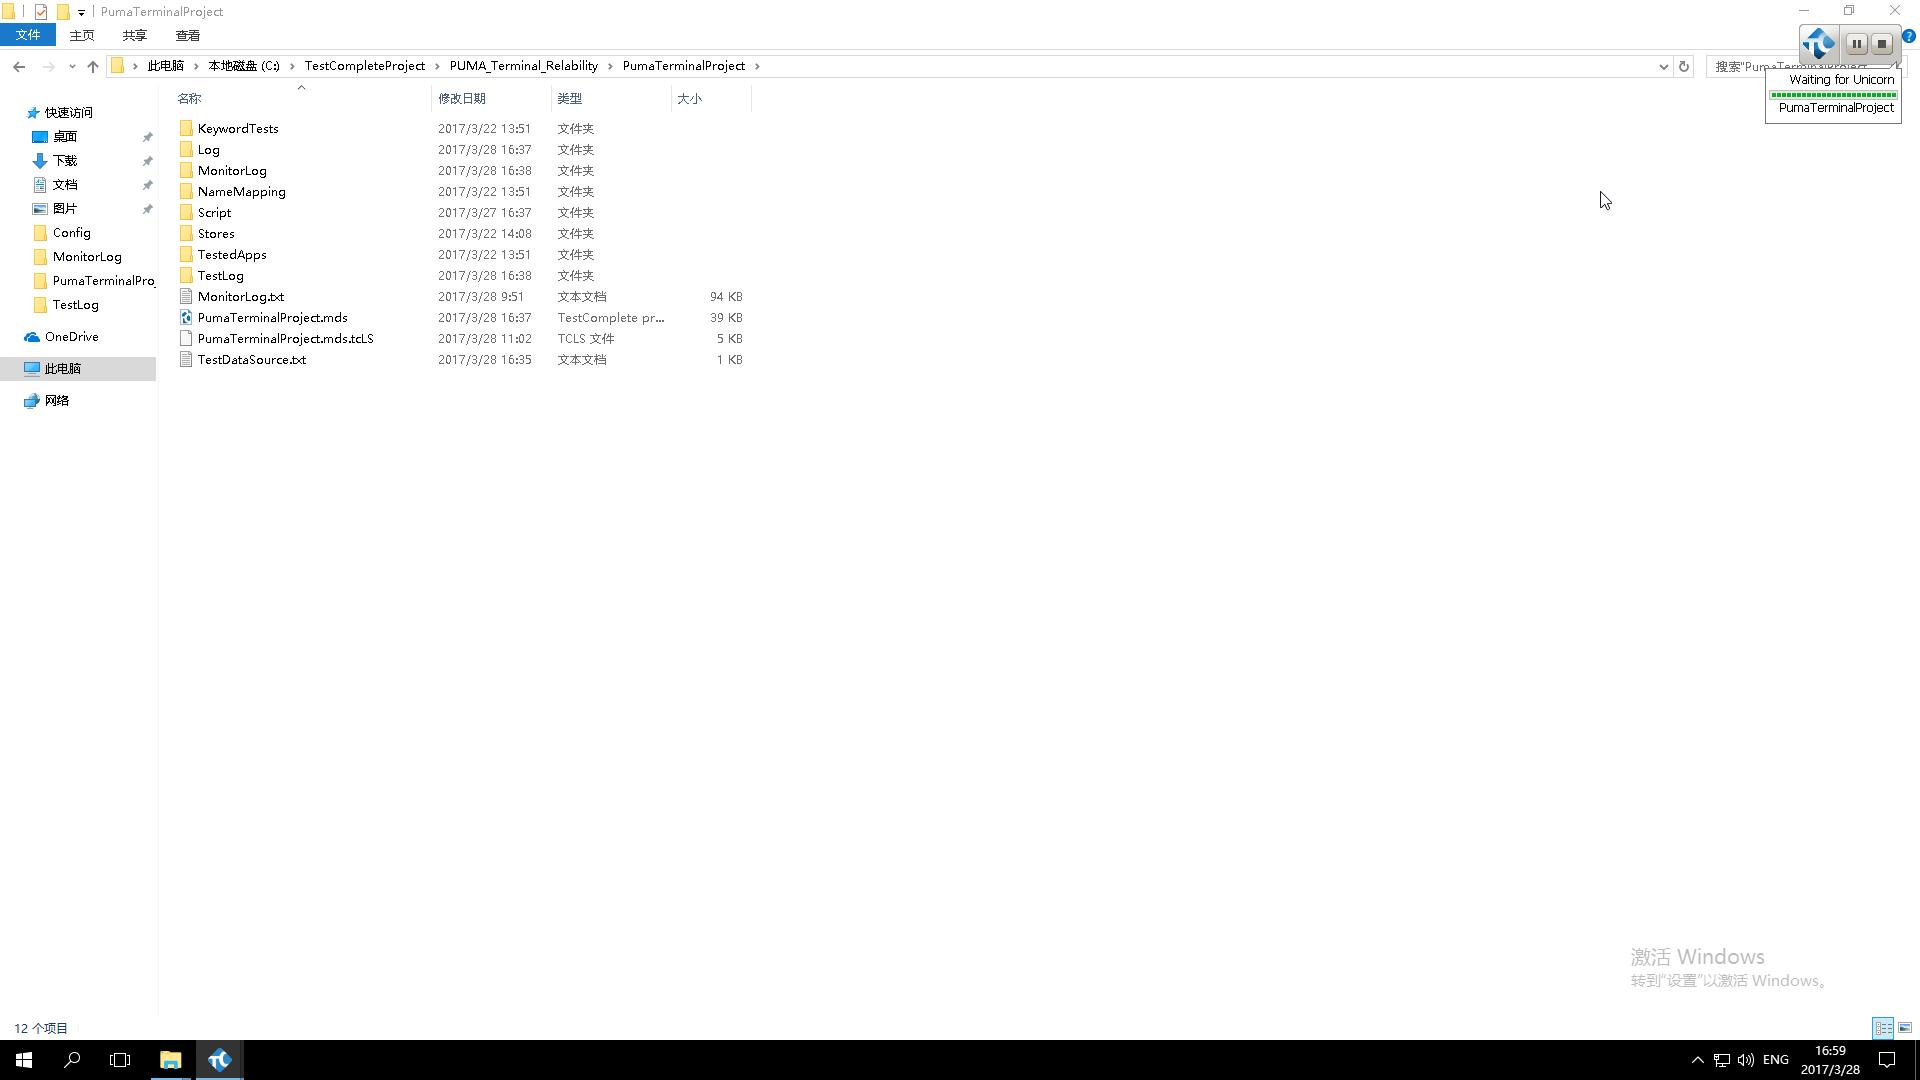 PumaTerminalProject
文件 主页 共享 查看
此电脑 本地磁盘 (C:) TestCompleteProject PUMA_Terminal_Relability PumaTerminalProject
搜索"PumaTerminalProject"
Waiting for Unicorn
PumaTerminalProject
名称 修改日期 类型 大小
快速访问
桌面
下载
文档
图片
Config
MonitorLog
PumaTerminalPro
TestLog
OneDrive
此电脑
网络
KeywordTests 2017/3/22 13:51 文件夹
Log 2017/3/28 16:37 文件夹
MonitorLog 2017/3/28 16:38 文件夹
NameMapping 2017/3/22 13:51 文件夹
Script 2017/3/27 16:37 文件夹
Stores 2017/3/22 14:08 文件夹
TestedApps 2017/3/22 13:51 文件夹
TestLog 2017/3/28 16:38 文件夹
MonitorLog.txt 2017/3/28 9:51 文本文档 94 KB
PumaTerminalProject.mds 2017/3/28 16:37 TestComplete pr... 39 KB
PumaTerminalProject.mds.tcLS 2017/3/28 11:02 TCLS 文件 5 KB
TestDataSource.txt 2017/3/28 16:35 文本文档 1 KB
激活 Windows
转到"设置"以激活 Windows。
12 个项目
ENG
16:59
2017/3/28